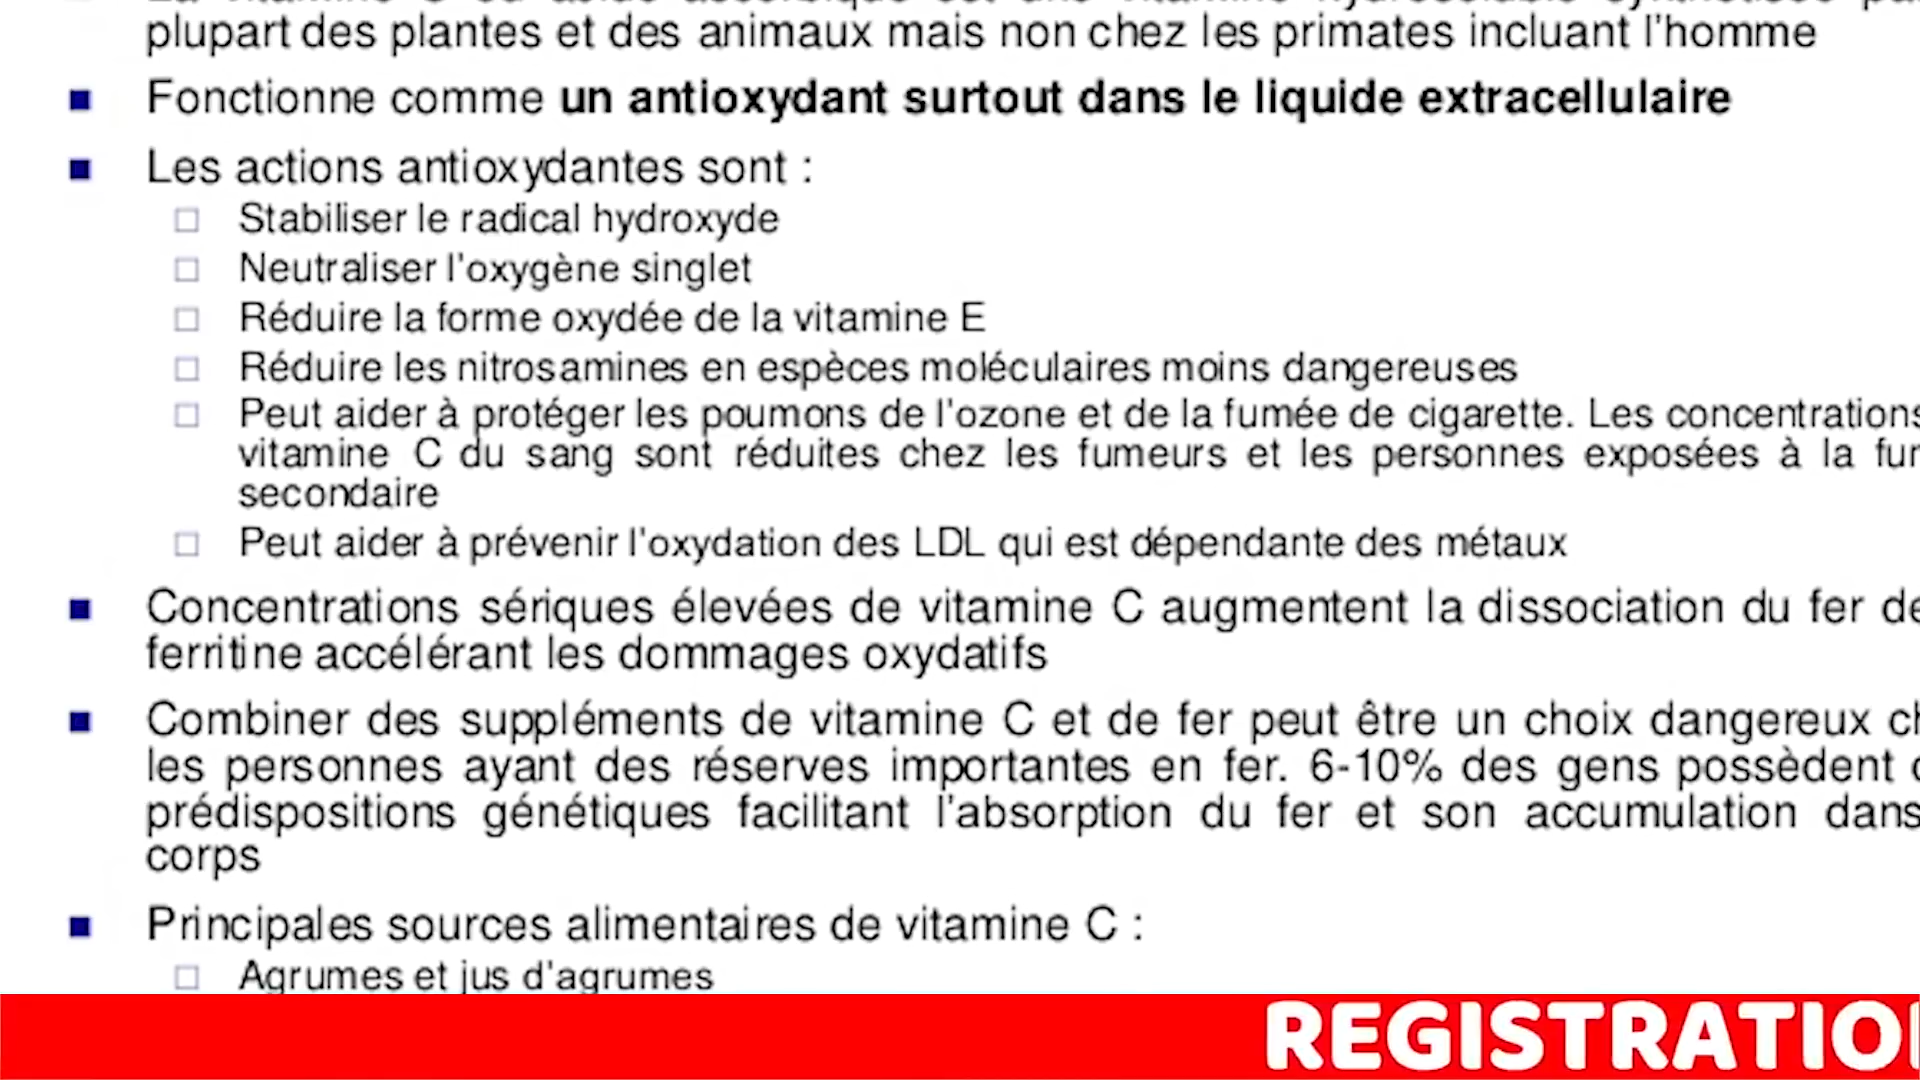 plupart des plantes et des animaux mais non chez les primates incluant l'homme
Fonctionne comme un antioxydant surtout dans le liquide extracellulaire
Les actions antioxydantes sont :
Stabiliser le radical hydroxyde
Neutraliser l'oxygène singlet
Réduire la forme oxydée de la vitamine E
Réduire les nitrosamines en espèces moléculaires moins dangereuses
Peut aider à protéger les poumons de l'ozone et de la fumée de cigarette. Les concentrations
vitamine C du sang sont réduites chez les fumeurs et les personnes exposées à la
secondaire
Peut aider à prévenir l'oxydation des LDL qui est dépendante des métaux
Concentrations sériques élevées de vitamine C augmentent la dissociation du fer de
ferritine accélérant les dommages oxydatifs
Combiner des suppléments de vitamine C et de fer peut être un choix dangereux
les personnes ayant des réserves importantes en fer. 6-10% des gens possèdent
prédispositions génétiques facilitant l'absorption du fer et son accumulation dans
corps
Principales sources alimentaires de vitamine C :
Agrumes et jus d'agrumes
REGISTRATIO